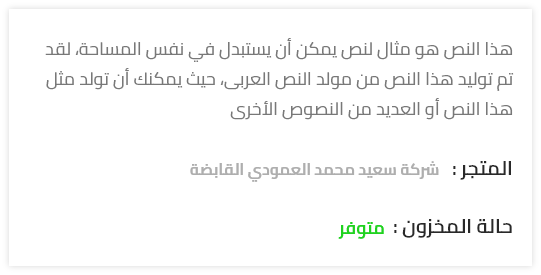 هذا النص هو مثال لنص يمكن أن يستبدل في نفس المساحة، لقد
تم توليد هذا النص من مولد النص العربى، حيث يمكنك أن تولد مثل
هذا النص أو العديد من النصوص الأخرى
المتجر : شركة سعيد محمد العمودي القابضة
حالة المخزون : متوفر